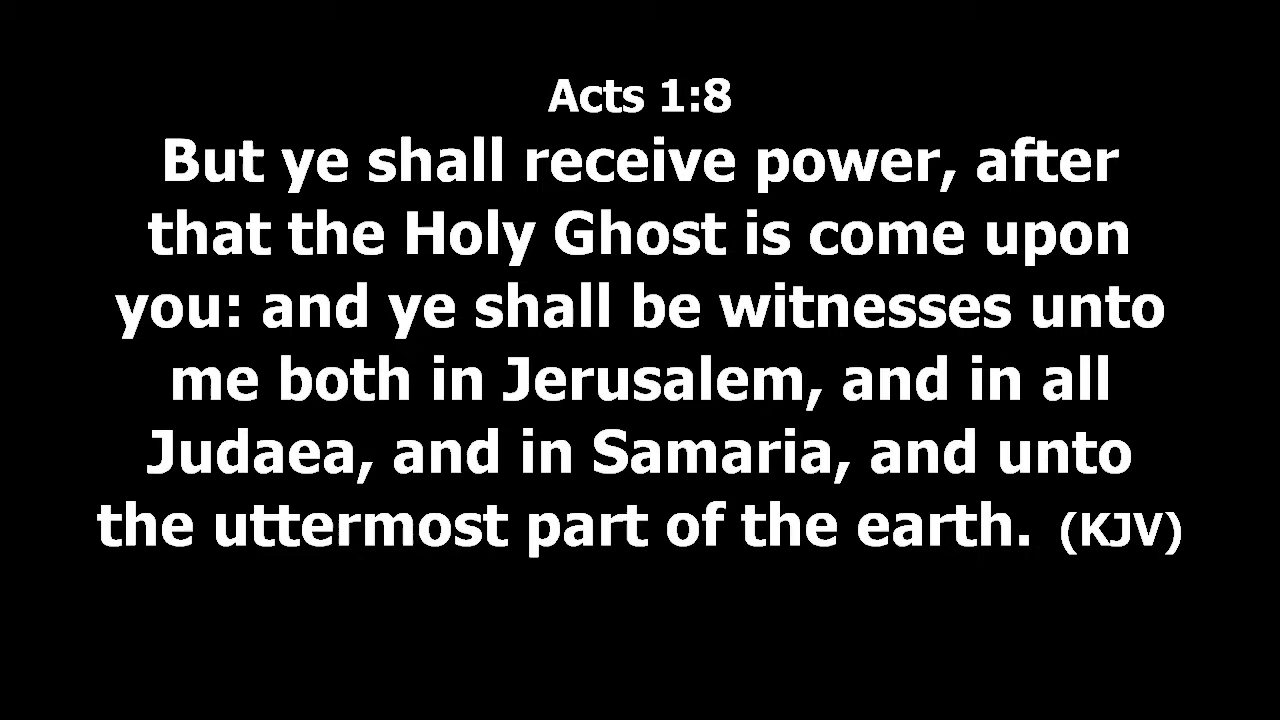 Acts 1:8
But ye shall receive power, after
that the Holy Ghost is come upon
you: and ye shall be witnesses unto
me both in Jerusalem, and in all
Judaea, and in Samaria, and unto
the uttermost part of the earth. (KJV)